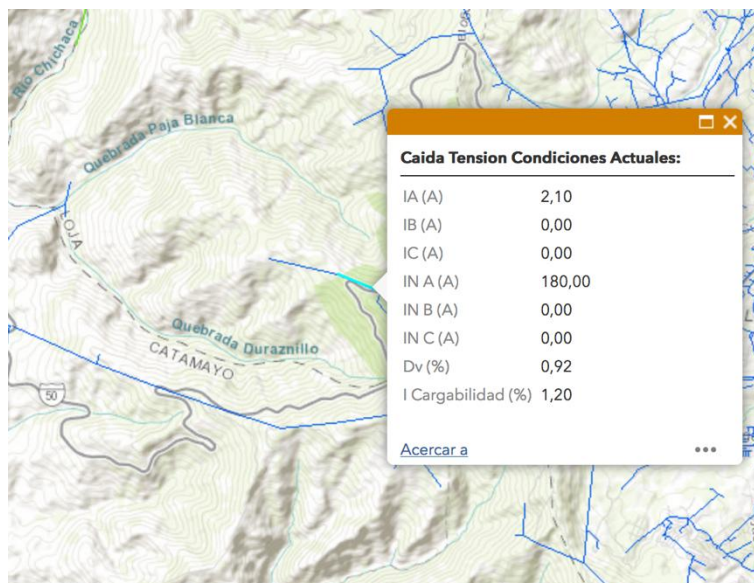 Rio Chichaca
Quebrada Paja Blanca
LOJA
Quebrada Duraznillo
CATAMAYO
50
Caida Tension Condiciones Actuales:
IA (A) 2,10
IB (A) 0,00
IC (A) 0,00
IN A (A) 180,00
IN B (A) 0,00
IN C (A) 0,00
Dv (%) 0,92
I Cargabilidad (%) 1,20
Acercar a